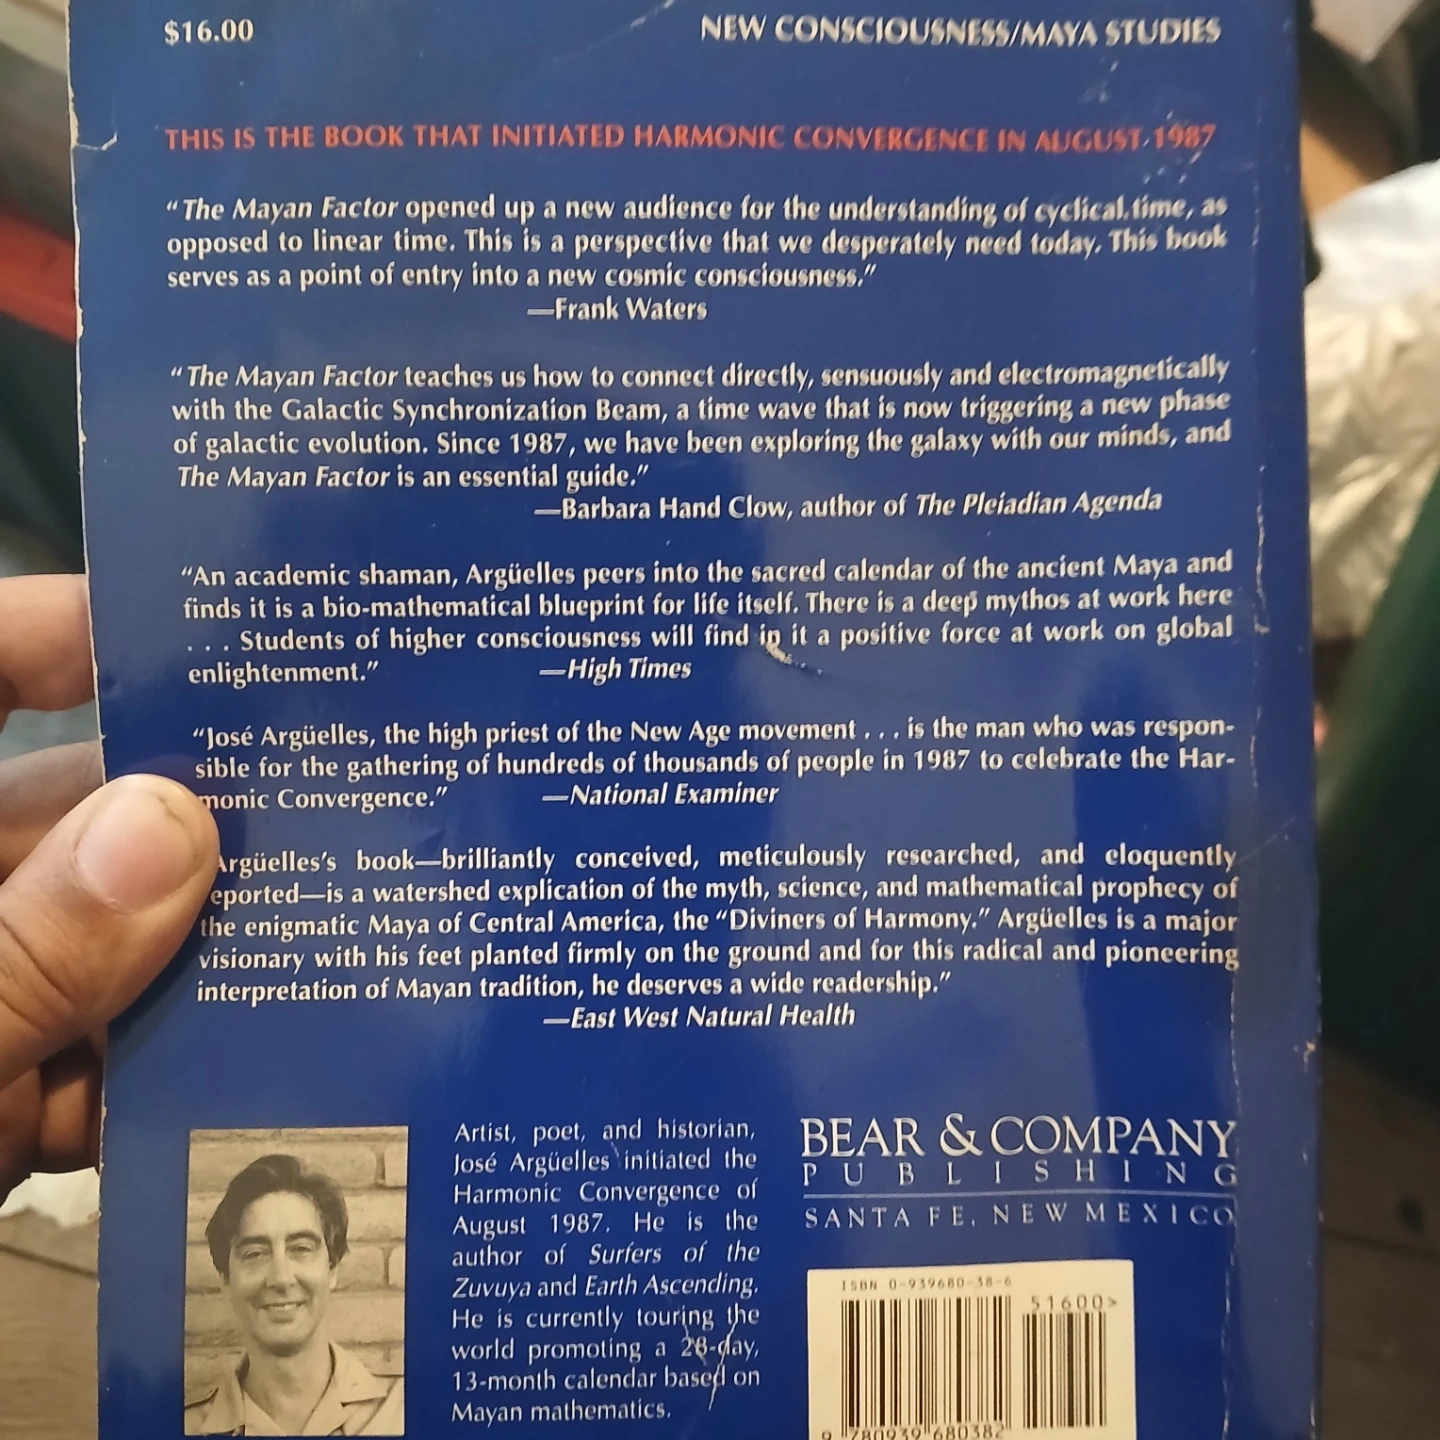 $16.00
NEW CONSCIOUSNESS/MAYA STUDIES
THIS IS THE BOOK THAT INITIATED HARMONIC CONVERGENCE IN AUGUST 1987
"The Mayan Factor opened up a new audience for the understanding of cyclical time, as
opposed to linear time. This is a perspective that we desperately need today. This book
serves as a point of entry into a new cosmic consciousness."
—Frank Waters
"The Mayan Factor teaches us how to connect directly, sensuously and electromagnetically
with the Galactic Synchronization Beam, a time wave that is now triggering a new phase
of galactic evolution. Since 1987, we have been exploring the galaxy with our minds, and
The Mayan Factor is an essential guide."
—Barbara Hand Clow, author of The Pleiadian Agenda
"An academic shaman, Argüelles peers into the sacred calendar of the ancient Maya and
finds it is a bio-mathematical blueprint for life itself. There is a deep mythos at work here
. . . Students of higher consciousness will find in it a positive force at work on global
enlightenment." —High Times
"José Argüelles, the high priest of the New Age movement . . . is the man who was respon-
sible for the gathering of hundreds of thousands of people in 1987 to celebrate the Har-
monic Convergence." —National Examiner
Argüelles's book—brilliantly conceived, meticulously researched, and eloquently
eported—is a watershed explication of the myth, science, and mathematical prophecy of
the enigmatic Maya of Central America, the "Diviners of Harmony." Argüelles is a major
visionary with his feet planted firmly on the ground and for this radical and pioneering
interpretation of Mayan tradition, he deserves a wide readership."
—East West Natural Health
Artist, poet, and historian,
José Argüelles initiated the
Harmonic Convergence of
August 1987. He is the
author of Surfers of the
Zuvuya and Earth Ascending.
He is currently touring the
world promoting a 28-day,
13-month calendar based on
Mayan mathematics.
BEAR & COMPANY
PUBLISHING
SANTA FE, NEW MEXICO
ISBN 0-939680-38-6
51600>
9 780939 680382